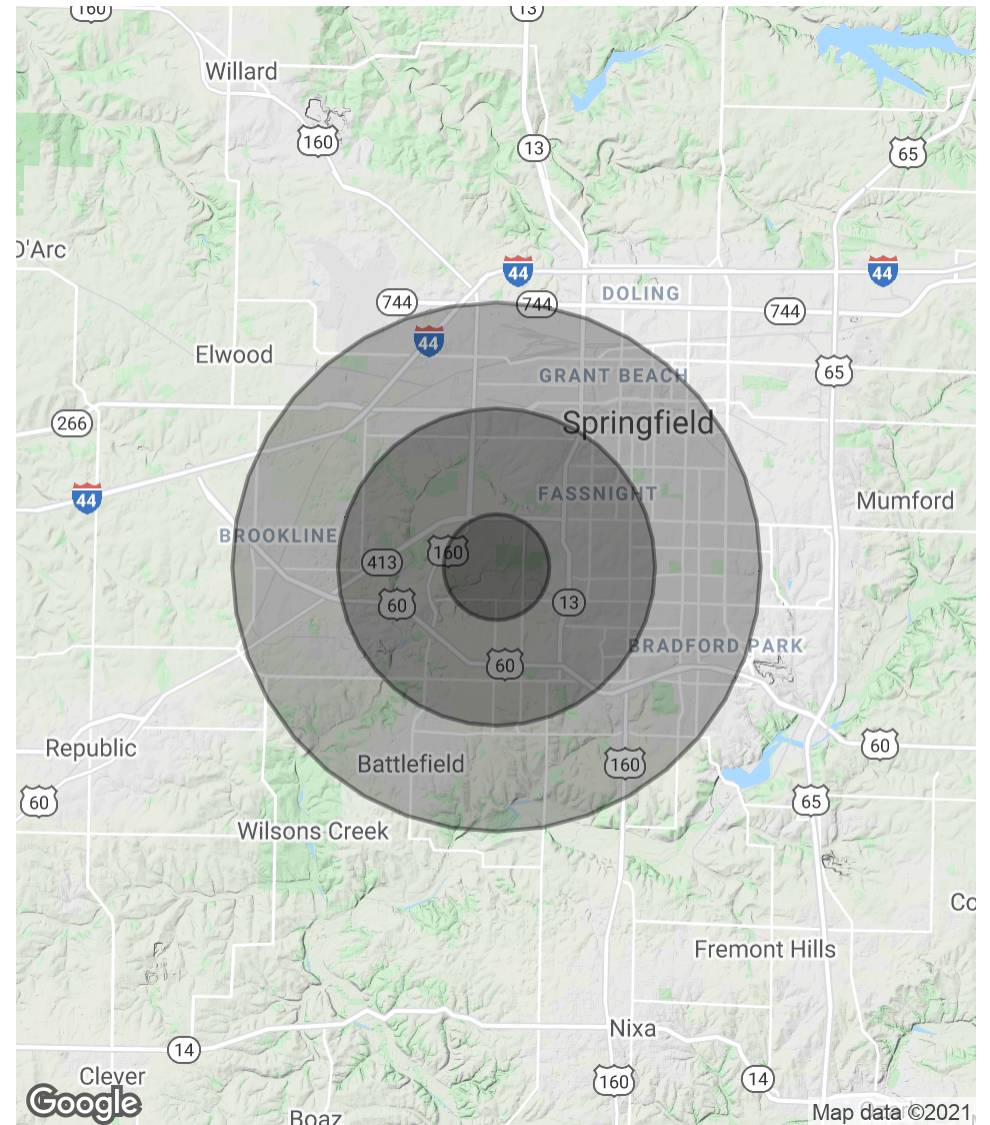 160
13
Willard
160
13
65
D'Arc
44
44
744
744
DOLING
744
44
Elwood
65
GRANT BEACH
266
Springfield
44
FASSNIGHT
Mumford
BROOKLINE
160
413
60
13
BRADFORD PARK
60
Republic
60
Battlefield
160
60
65
Wilsons Creek
Co
Fremont Hills
Nixa
14
Clever
160
14
Google
Boaz
Map data ©2021